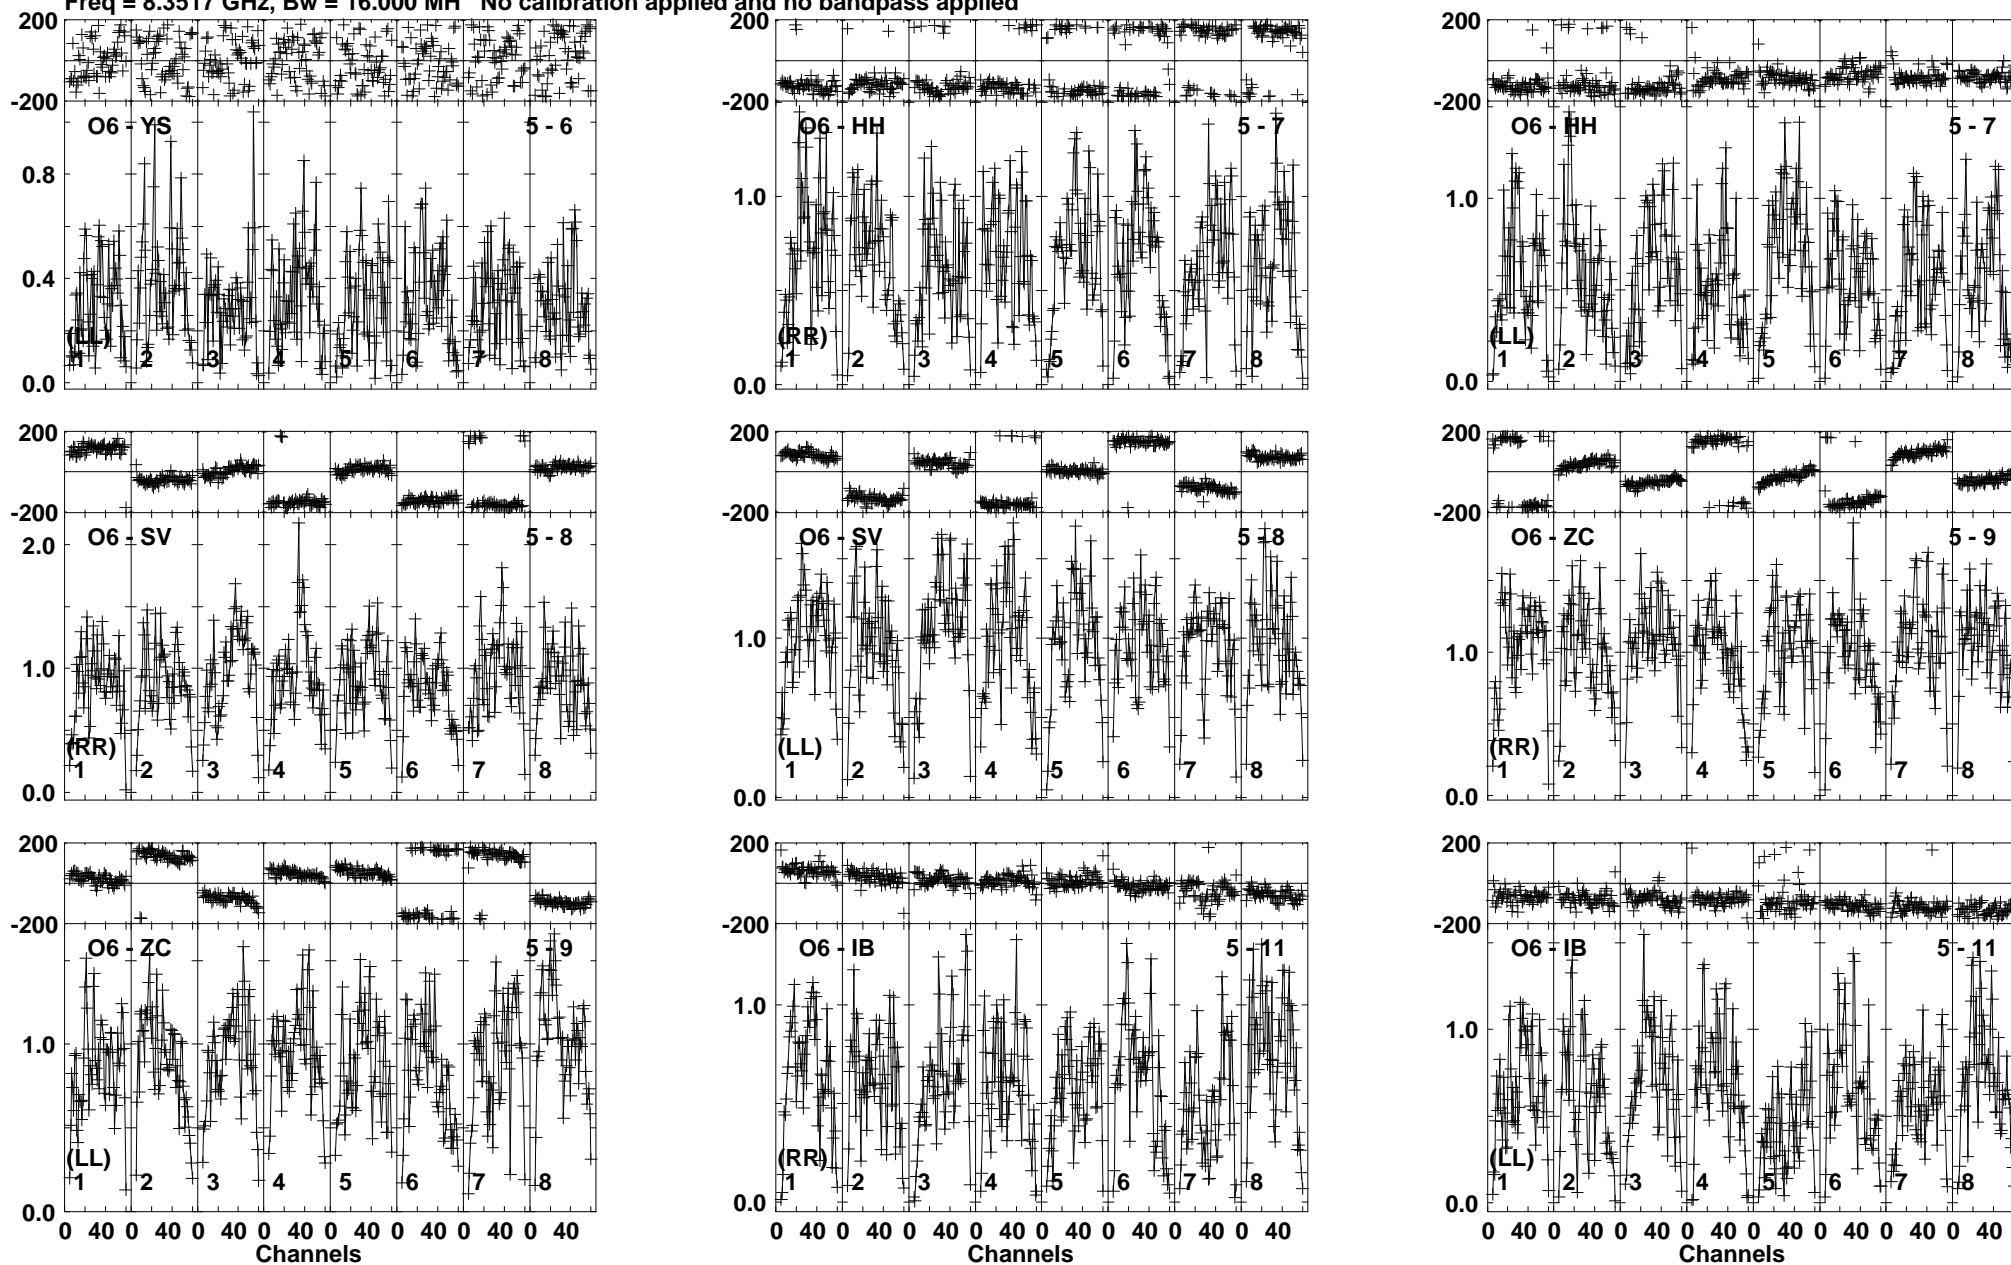 Freq = 8.3517 GHz, Bw = 16.000 MH No calibration applied and no bandpass applied
200
-200
O6 - YS 5 - 6
0.8
0.4
0.0
(LL)
1 2 3 4 5 6 7 8
200
-200
O6 - HH 5 - 7
1.0
0.0
(RR)
1 2 3 4 5 6 7 8
200
-200
O6 - HH 5 - 7
1.0
0.0
(LL)
1 2 3 4 5 6 7 8
200
-200
O6 - SV 5 - 8
2.0
1.0
0.0
(RR)
1 2 3 4 5 6 7 8
200
-200
O6 - SV 5 - 8
1.0
0.0
(LL)
1 2 3 4 5 6 7 8
200
-200
O6 - ZC 5 - 9
1.0
0.0
(RR)
1 2 3 4 5 6 7 8
200
-200
O6 - ZC 5 - 9
1.0
0.0
(LL)
1 2 3 4 5 6 7 8
0 40 0 40 0 40 0 40 0 40 0 40 0 40 0 40
Channels
200
-200
O6 - IB 5 - 11
1.0
0.0
(RR)
1 2 3 4 5 6 7 8
0 40 0 40 0 40 0 40 0 40 0 40 0 40 0 40
200
-200
O6 - IB 5 - 11
1.0
0.0
(LL)
1 2 3 4 5 6 7 8
0 40 0 40 0 40 0 40 0 40 0 40 0 40 0 40
Channels